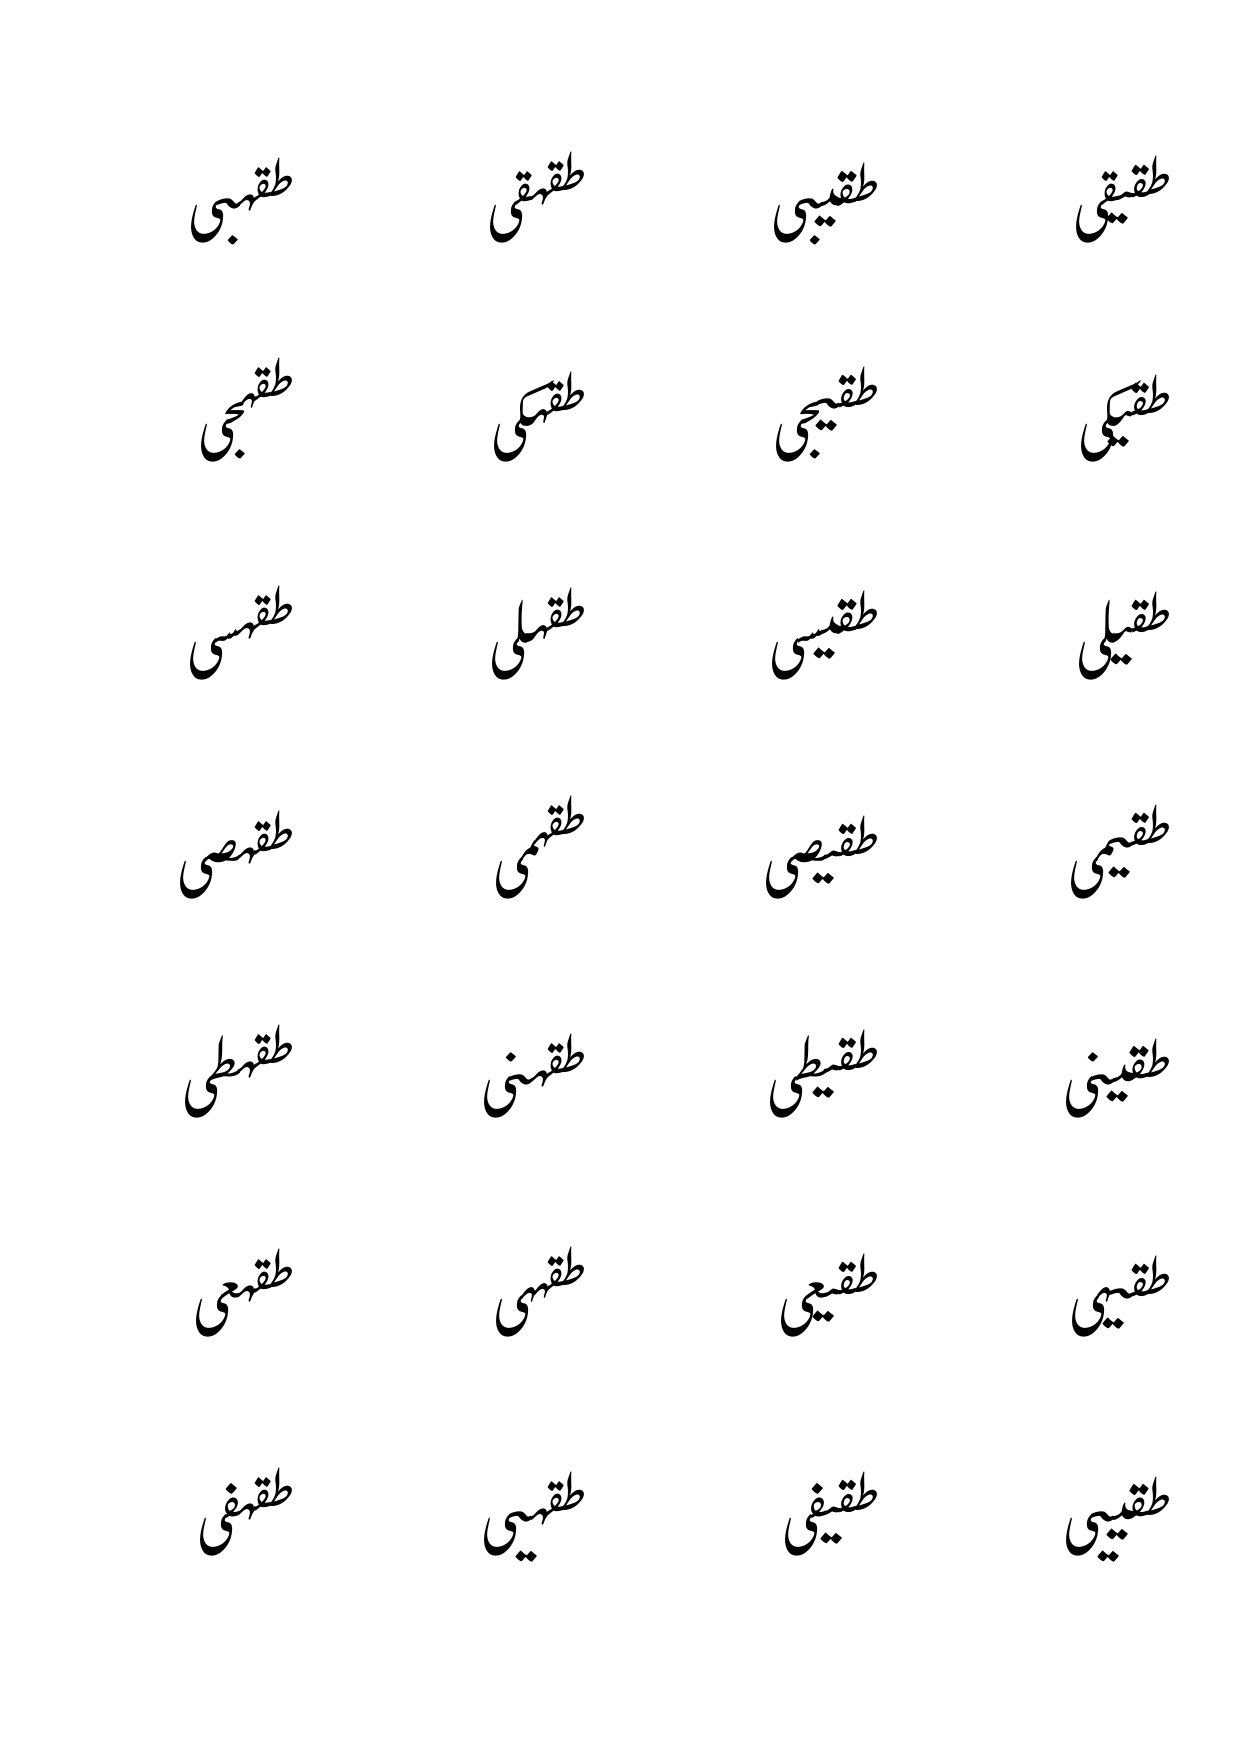 طقیقی طقیبی طقہقی طقہبی
طقیکی طقیجی طقہکی طقہجی
طقیلی طقیسی طقہلی طقہسی
طقیمی طقیصی طقہمی طقہصی
طقینی طقیطی طقہنی طقہطی
طقیہی طقیعی طقہہی طقہعی
طقییی طقیفی طقہیی طقہفی